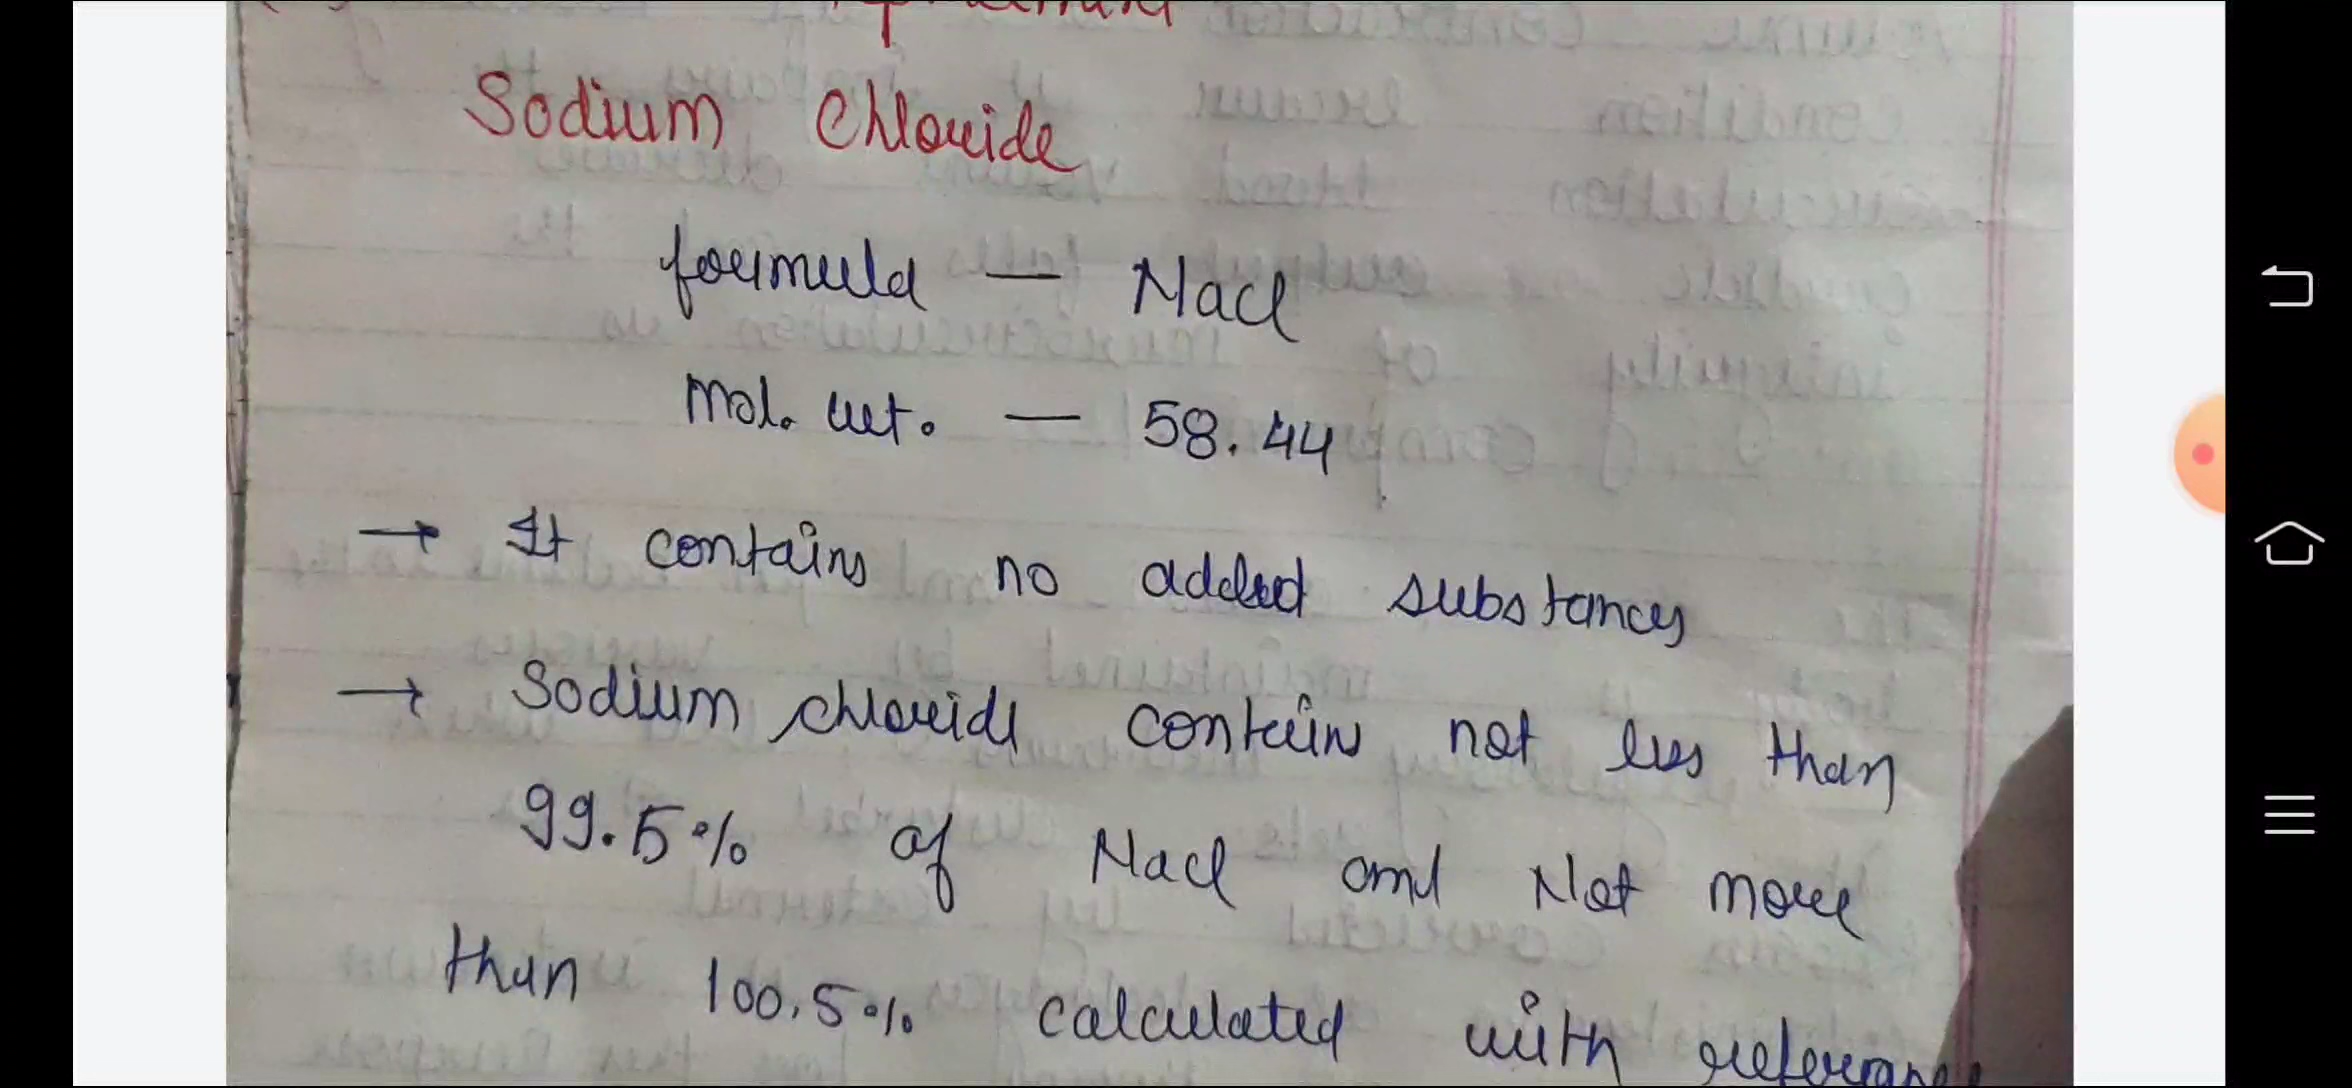 Sodium Chloride
formula — Nacl
Mol. wt. — 58.44
→ It contains no added substances
→ Sodium chloride contains not less than
99.5% of Nacl and Not more
than 100.5% calculated with